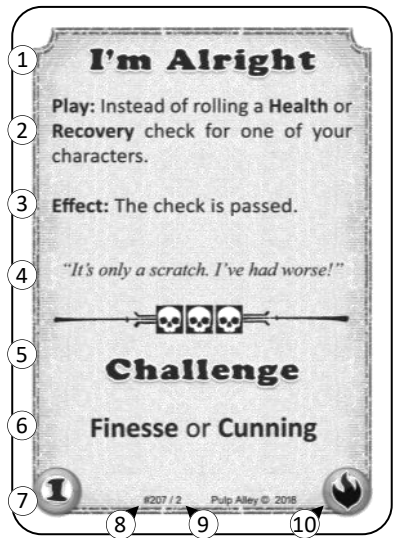 1
I'm Alright
Play: Instead of rolling a Health or
2
Recovery check for one of your
characters.
3
Effect: The check is passed.
4
"It's only a scratch. I've had worse!"
5
Challenge
6
Finesse or Cunning
7
1
#207 / 2
Pulp Alley © 2018
8
9
10